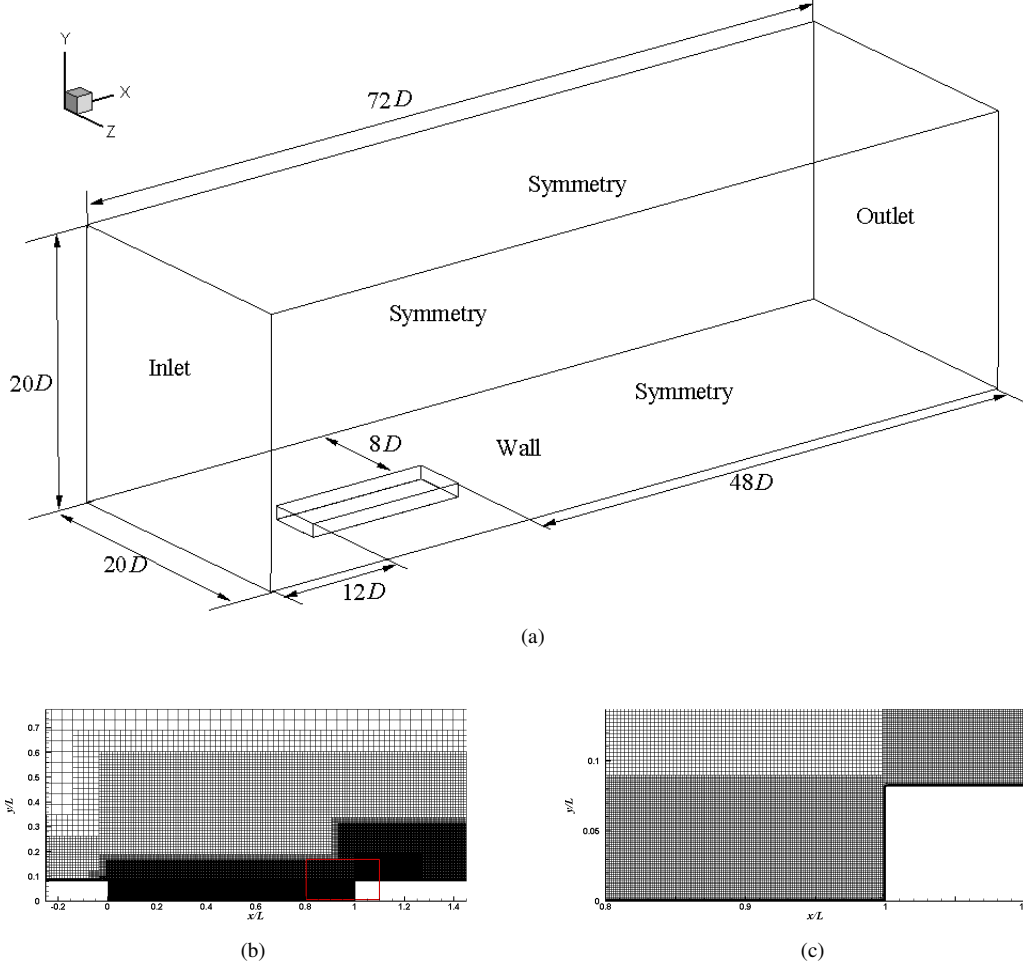 72D
Y
X
Z
Symmetry
Outlet
Symmetry
Inlet
20D
Symmetry
8D
Wall
48D
20D
12D
(a)
0.7
0.6
0.5
0.4
0.3
0.2
0.1
0
y/L
-0.2 0 0.2 0.4 0.6 0.8 1 1.2 1.4
x/L
(b)
0.1
0.05
0
y/L
0.8 0.9 1
x/L
(c)